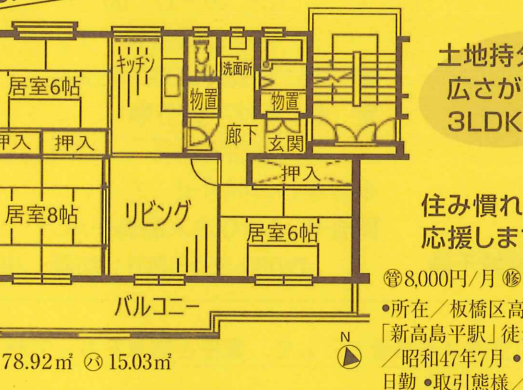 キッチン
洗面所
居室6帖
物置
物置
廊下
玄関
押入
押入
押入
居室8帖
リビング
居室6帖
バルコニー
N
78.92㎡ バ 15.03㎡
土地持分
広さが
3LDK
住み慣れ
応援しま
管8,000円/月 修
•所在/板橋区高
「新高島平駅」徒
/昭和47年7月 •
日勤 •取引態様/